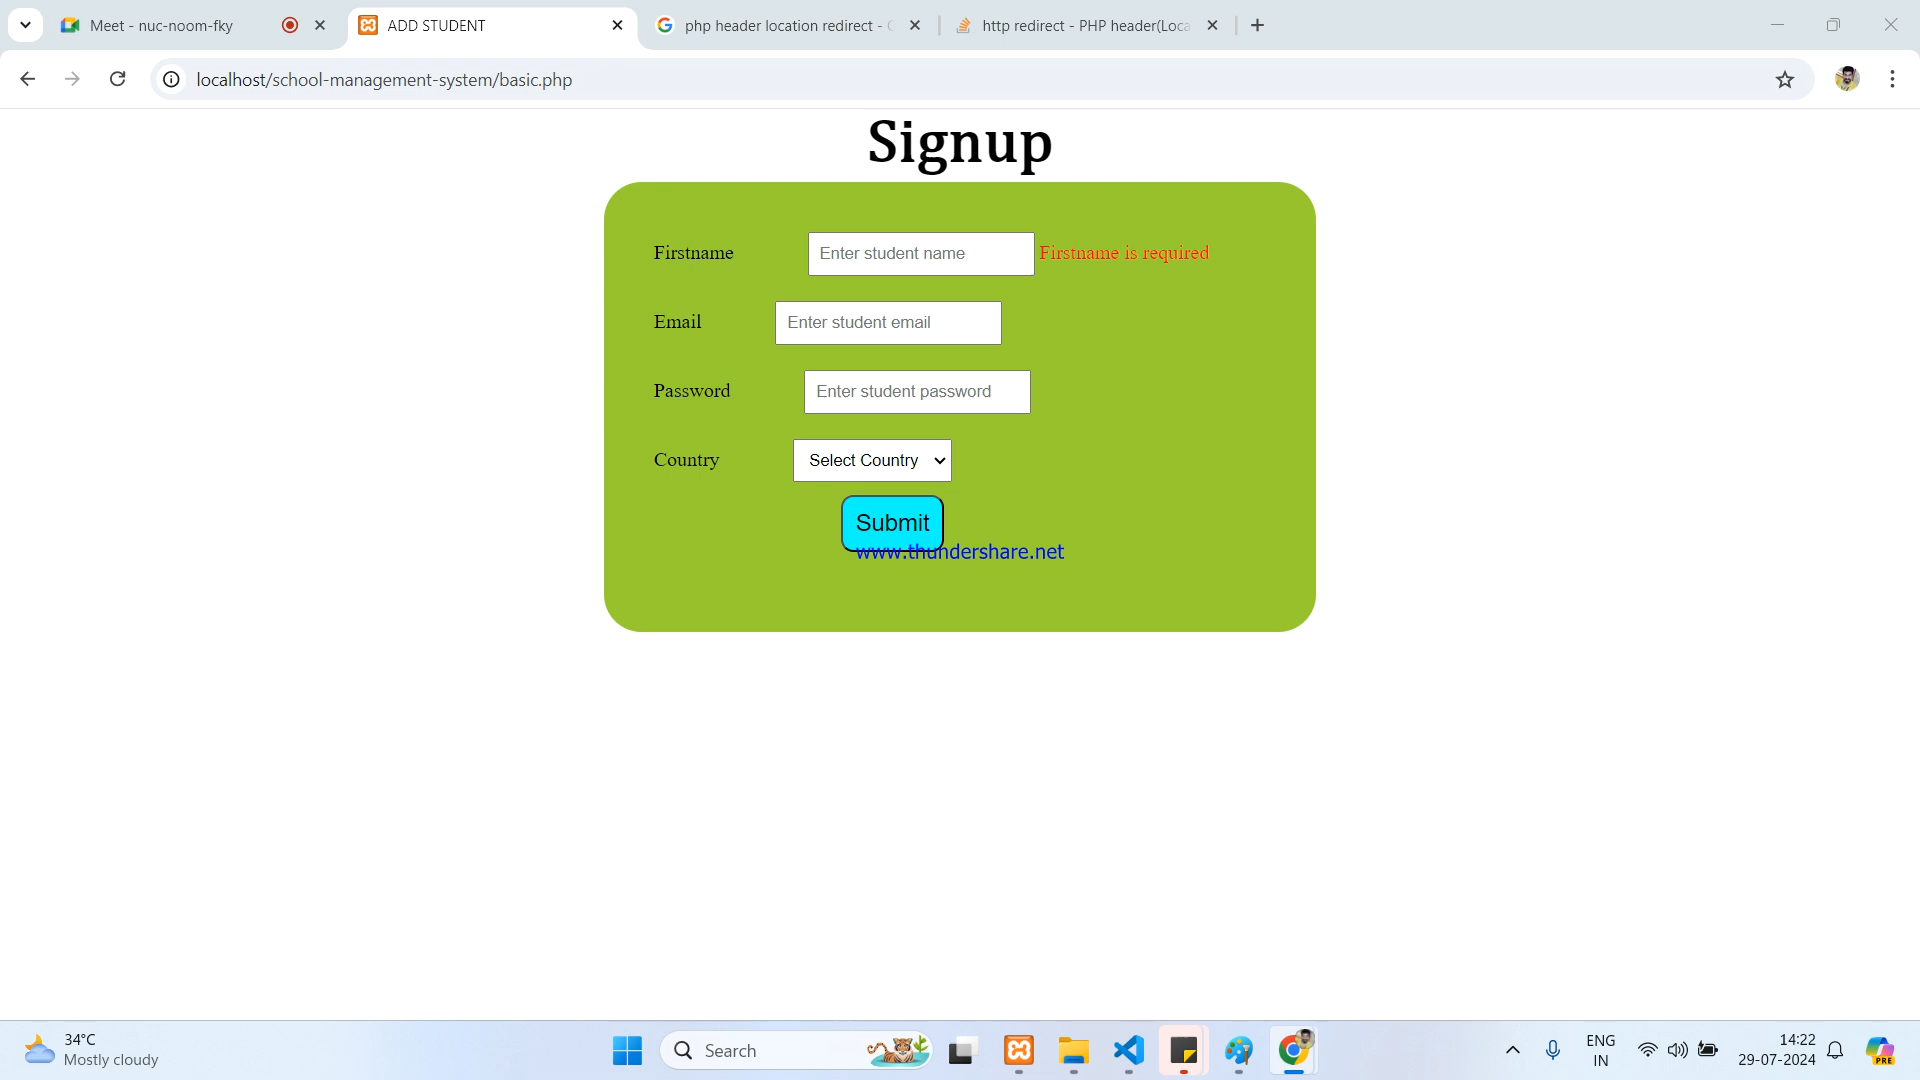 Meet - nuc-noom-fky
ADD STUDENT
php header location redirect -
http redirect - PHP header(Loca
localhost/school-management-system/basic.php
Signup
Firstname
Enter student name
Firstname is required
Email
Enter student email
Password
Enter student password
Country
Select Country
Submit
www.thundershare.net
34°C
Mostly cloudy
Search
ENG
IN
14:22
29-07-2024
PRE